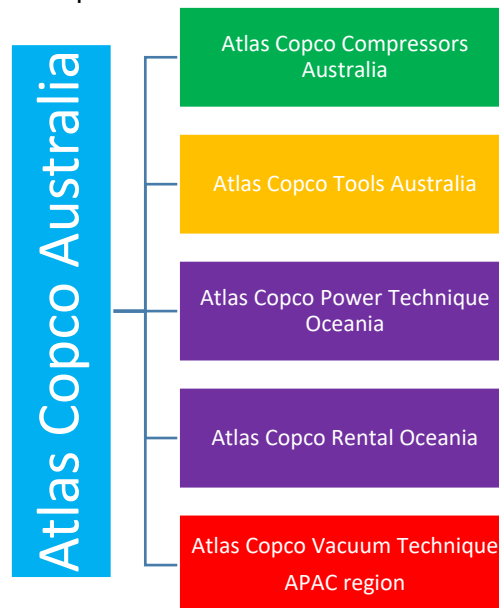 Atlas Copco Australia
Atlas Copco Compressors
Australia
Atlas Copco Tools Australia
Atlas Copco Power Technique
Oceania
Atlas Copco Rental Oceania
Atlas Copco Vacuum Technique
APAC region